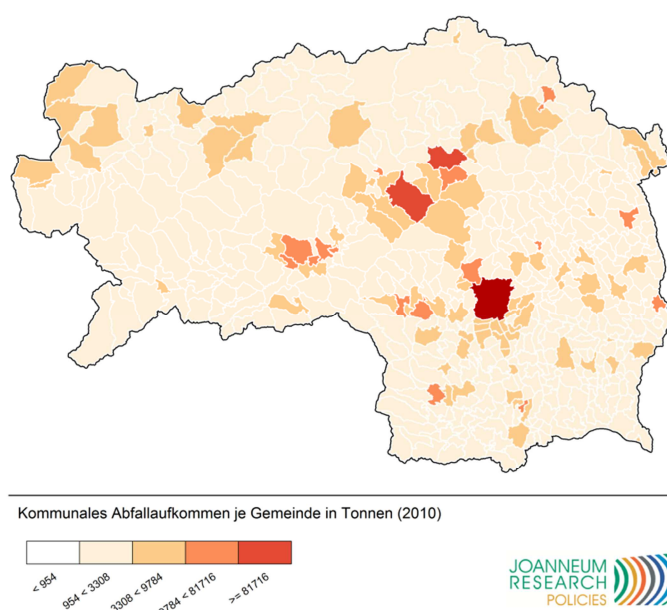 Kommunales Abfallaufkommen je Gemeinde in Tonnen (2010)
< 954
954 < 3308
3308 < 9784
9784 < 81716
>= 81716
JOANNEUM
RESEARCH
POLICIES